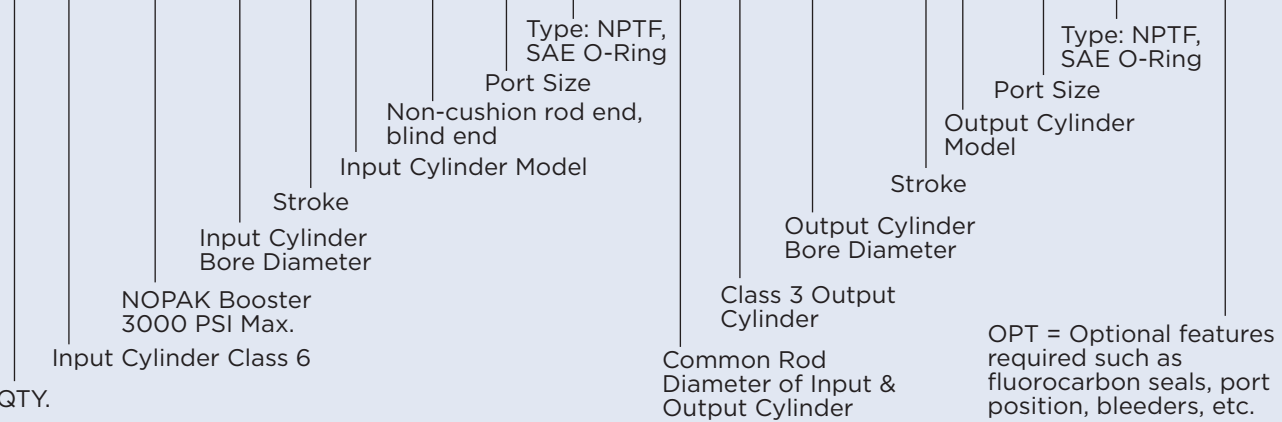 Type: NPTF,
SAE O-Ring
Port Size
Non-cushion rod end,
blind end
Input Cylinder Model
Stroke
Input Cylinder
Bore Diameter
NOPAK Booster
3000 PSI Max.
Input Cylinder Class 6
QTY.
Type: NPTF,
SAE O-Ring
Port Size
Output Cylinder
Model
Stroke
Output Cylinder
Bore Diameter
Class 3 Output
Cylinder
Common Rod
Diameter of Input &
Output Cylinder
OPT = Optional features
required such as
fluorocarbon seals, port
position, bleeders, etc.